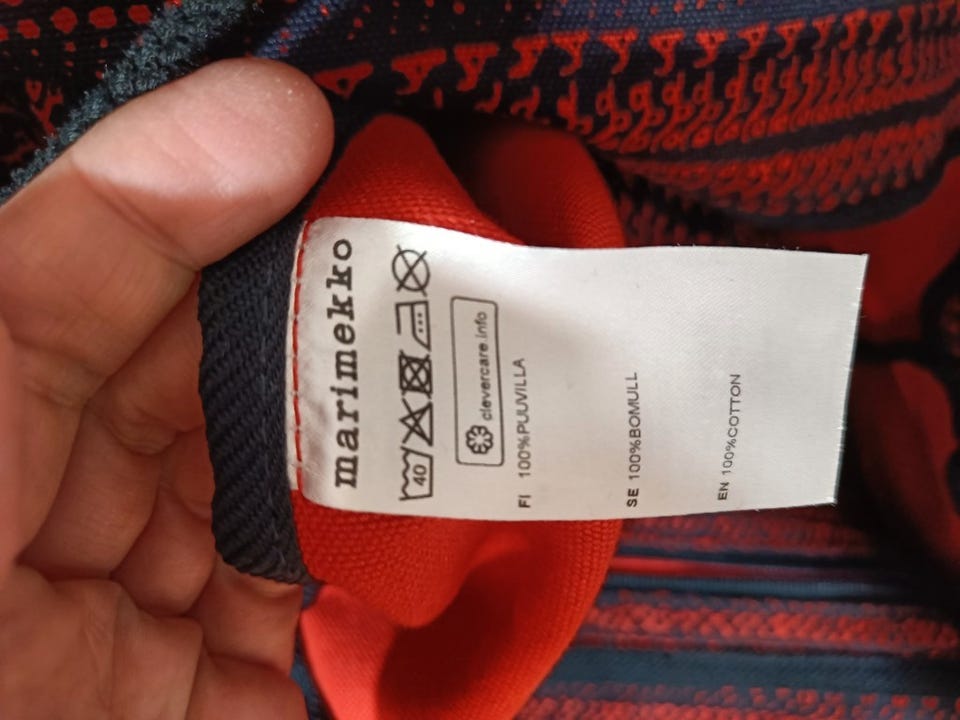 marimekko
40
clevercare.info
FI 100%PUUVILLA
SE 100%BOMULL
EN 100%COTTON